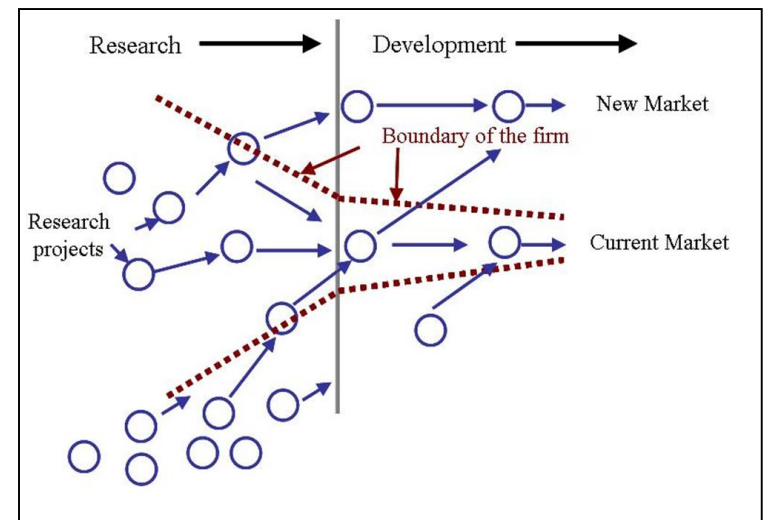 Research
Development
New Market
Boundary of the firm
Research
projects
Current Market